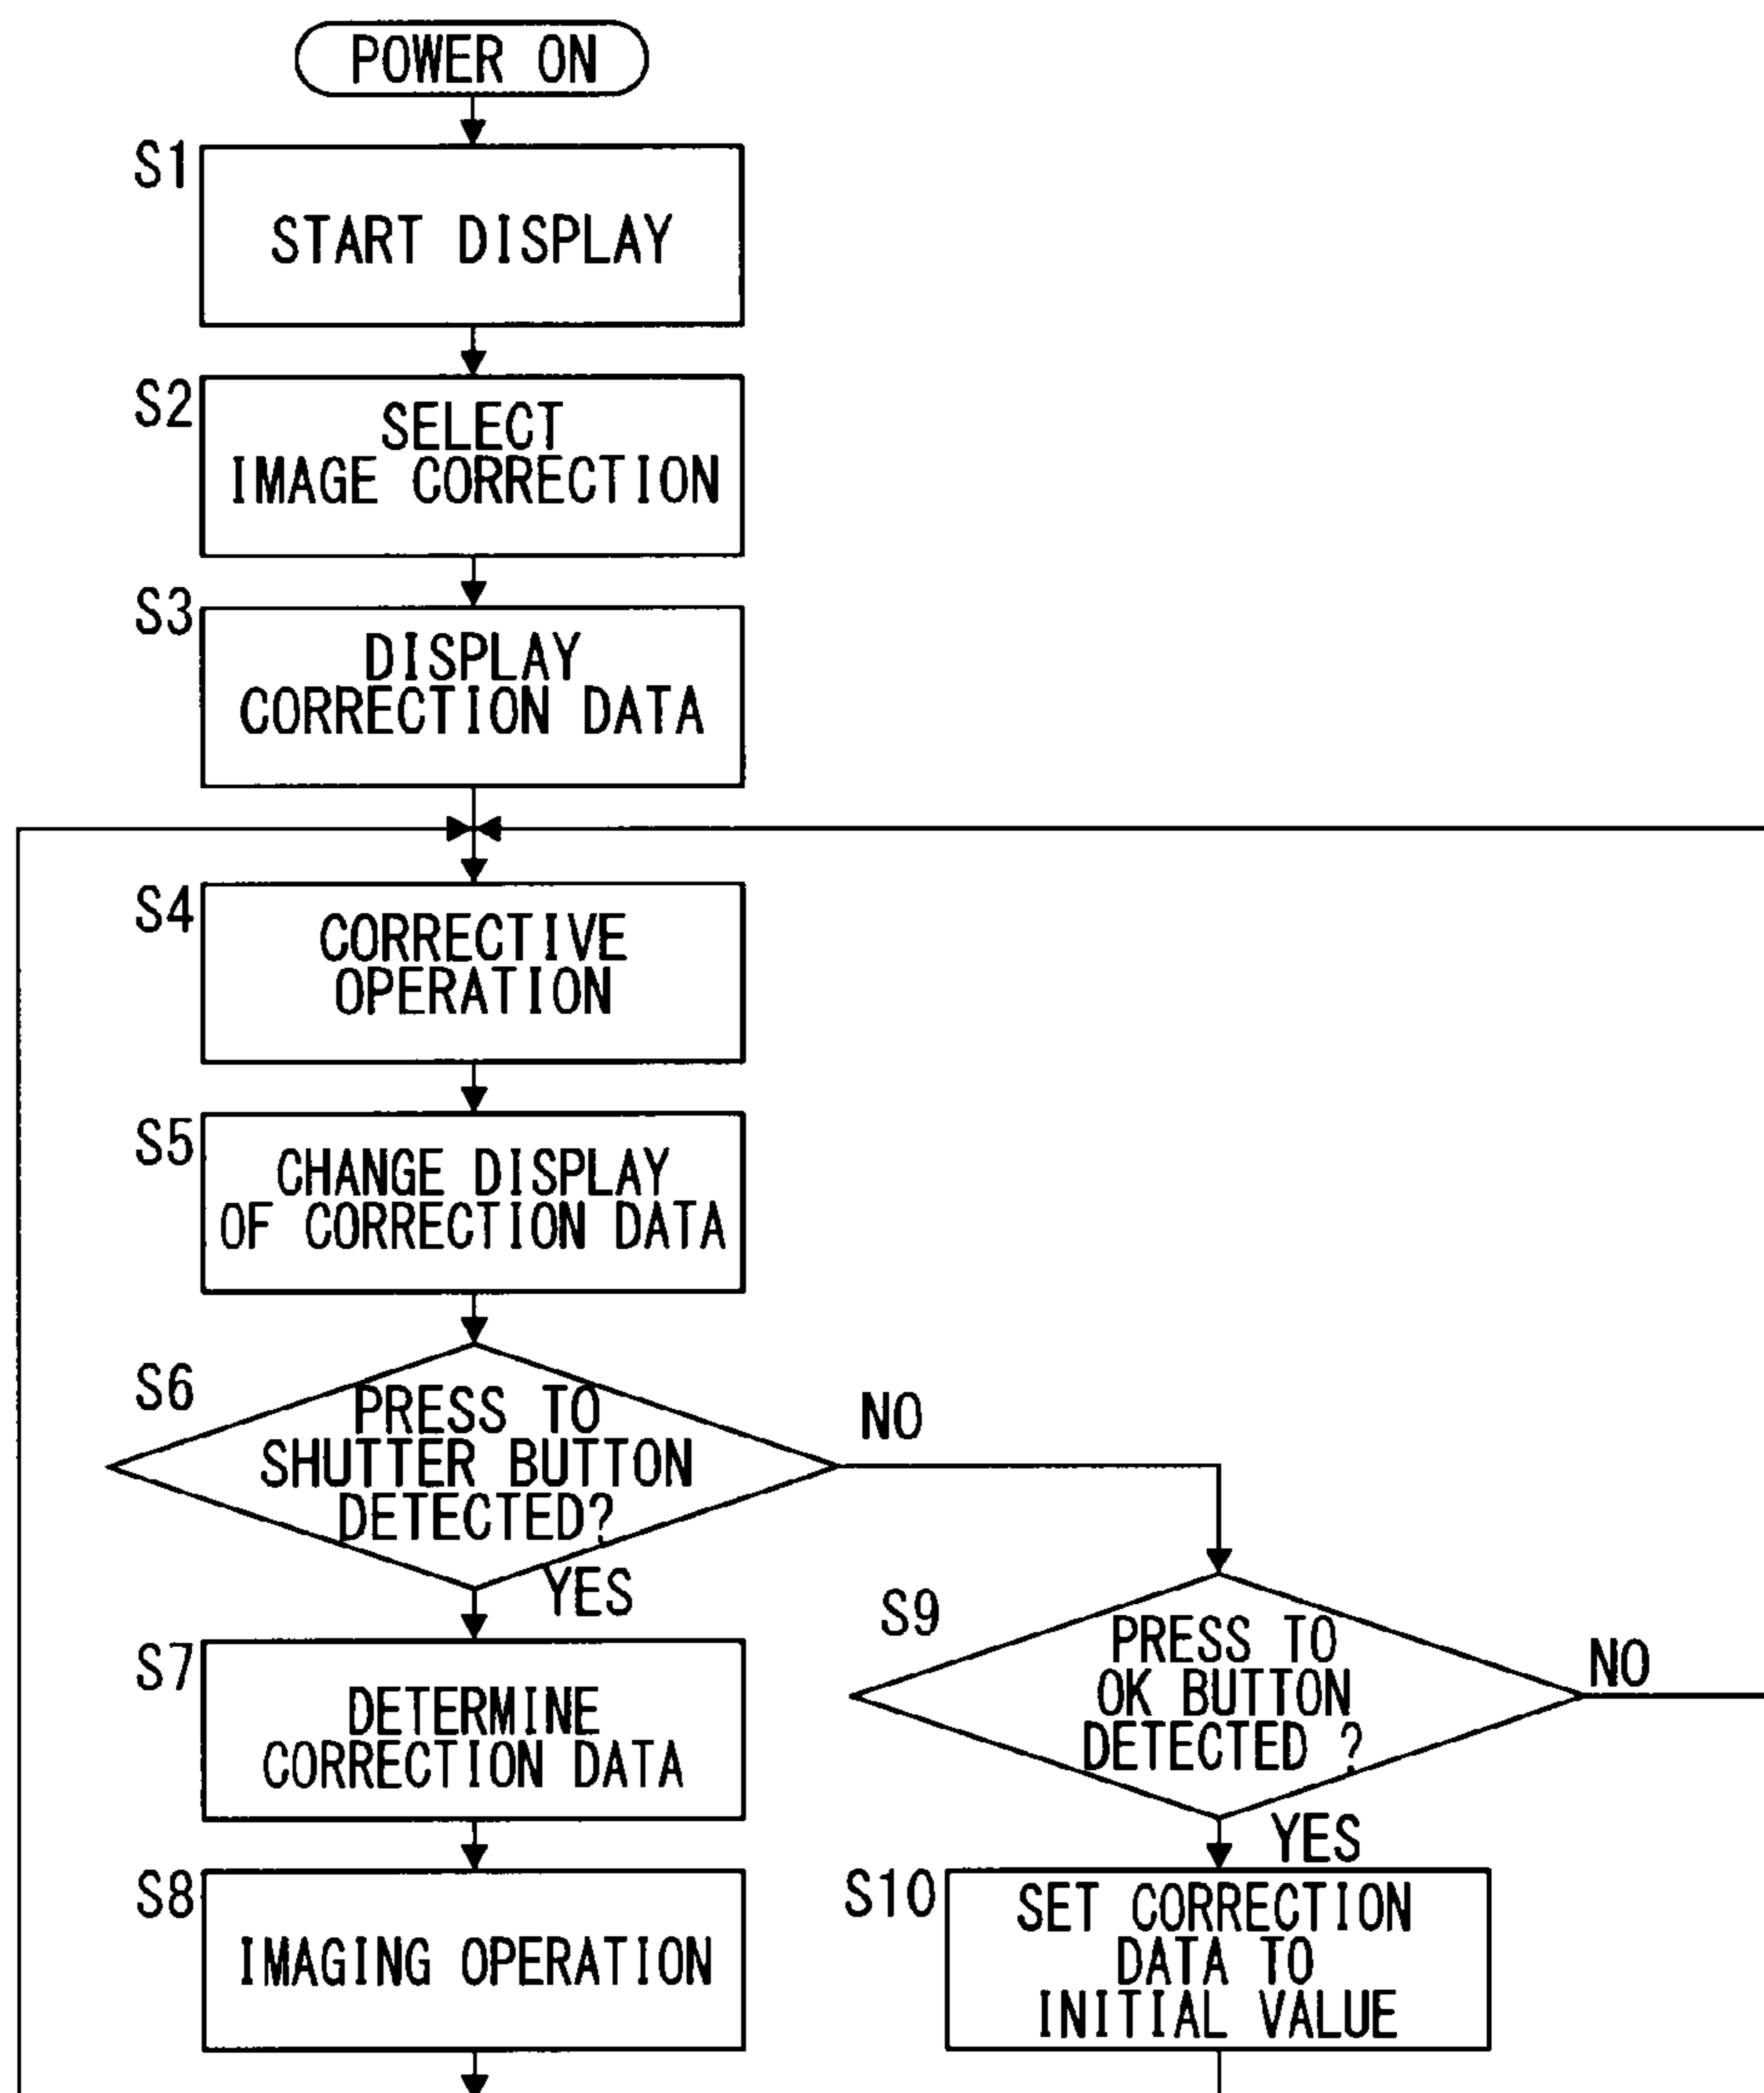 POWER ON
S1
START DISPLAY
S2
SELECT
IMAGE CORRECTION
S3
DISPLAY
CORRECTION DATA
S4
CORRECTIVE
OPERATION
S5
CHANGE DISPLAY
OF CORRECTION DATA
S6
PRESS TO
SHUTTER BUTTON
DETECTED?
NO
YES
S7
DETERMINE
CORRECTION DATA
S8
IMAGING OPERATION
S9
PRESS TO
OK BUTTON
DETECTED ?
NO
YES
S10
SET CORRECTION
DATA TO
INITIAL VALUE